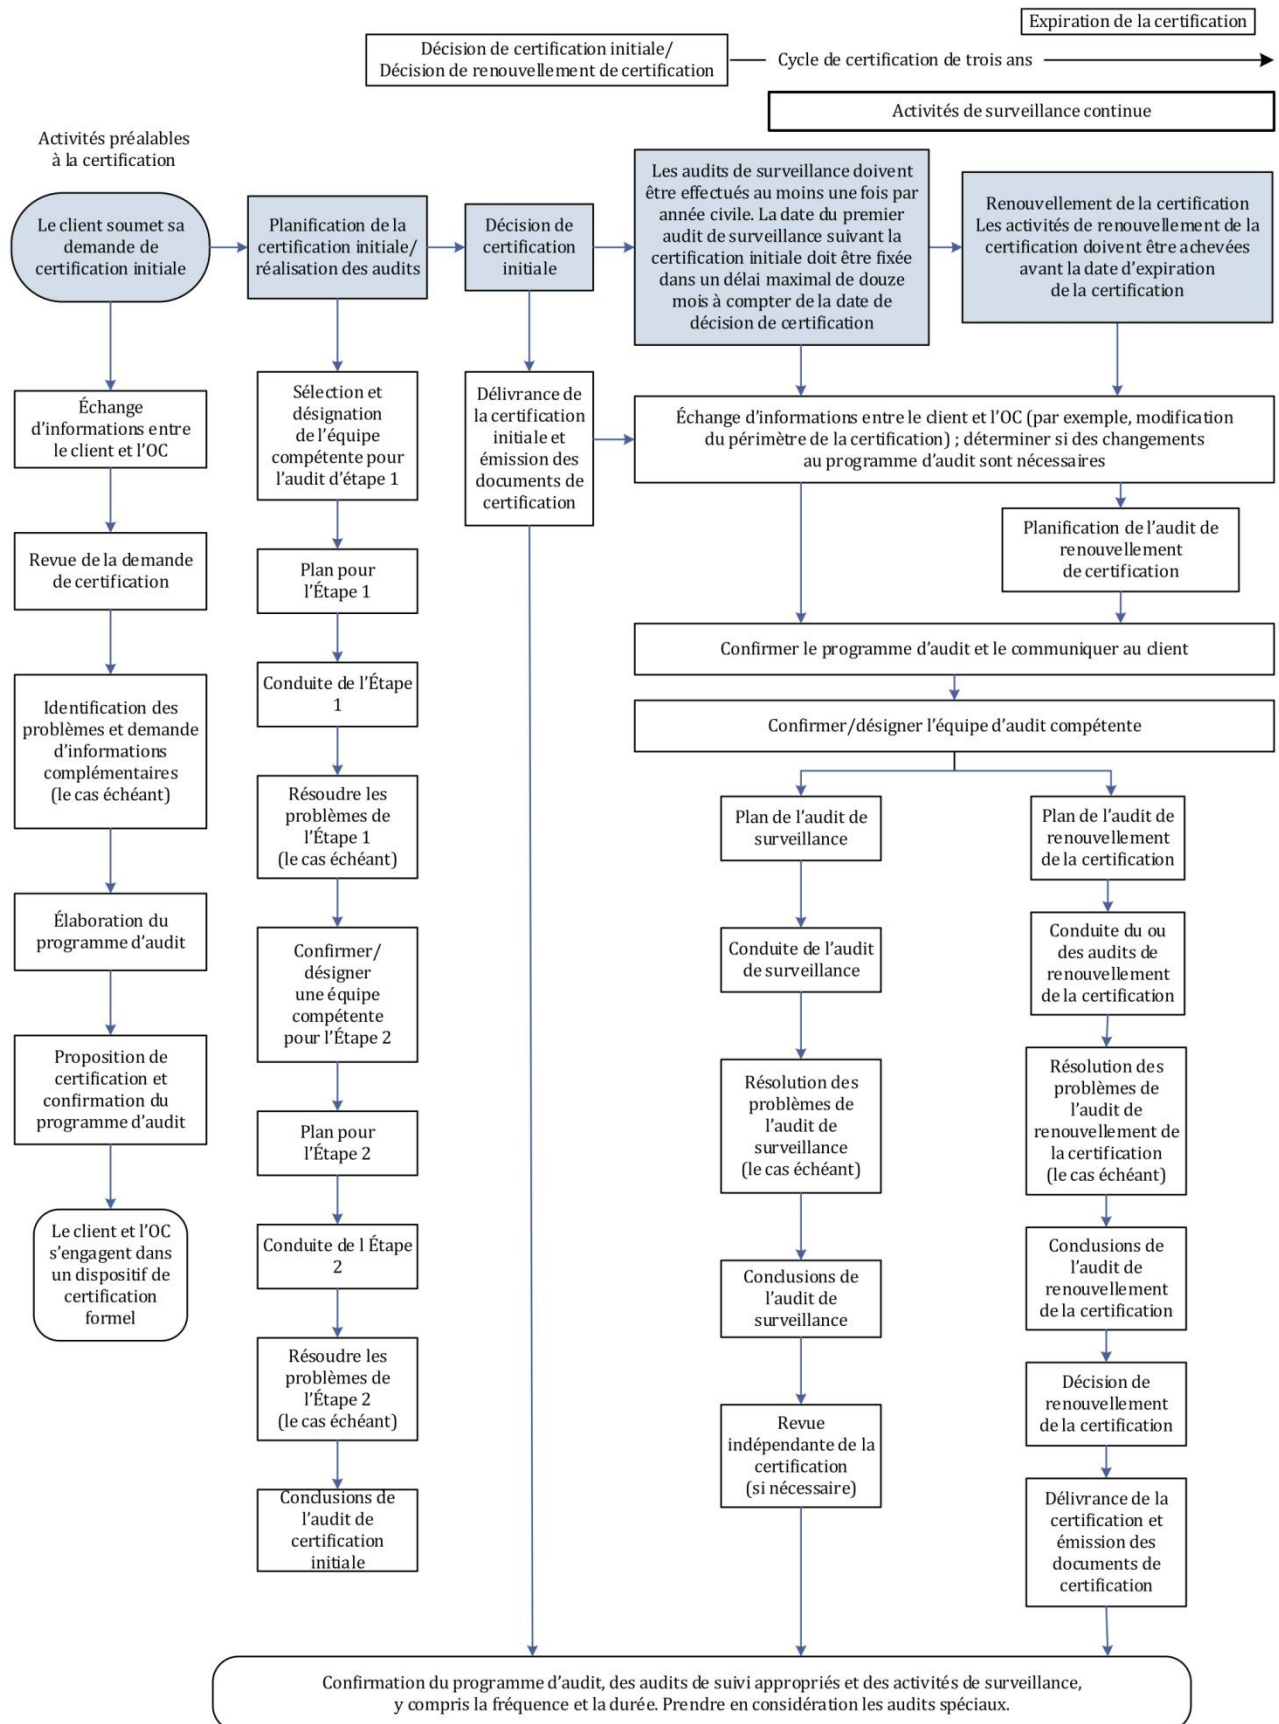 Expiration de la certification
Décision de certification initiale/
Décision de renouvellement de certification
Cycle de certification de trois ans
Activités de surveillance continue
Activités préalables
à la certification
Le client soumet sa
demande de
certification initiale
Planification de la
certification initiale/
réalisation des audits
Décision de
certification
initiale
Les audits de surveillance doivent
être effectués au moins une fois par
année civile. La date du premier
audit de surveillance suivant la
certification initiale doit être fixée
dans un délai maximal de douze
mois à compter de la date de
décision de certification
Renouvellement de la certification
Les activités de renouvellement de la
certification doivent être achevées
avant la date d'expiration
de la certification
Échange
d'informations entre
le client et l'OC
Revue de la demande
de certification
Identification des
problèmes et demande
d'informations
complémentaires
(le cas échéant)
Élaboration du
programme d'audit
Proposition de
certification et
confirmation du
programme d'audit
Le client et l'OC
s'engagent dans
un dispositif de
certification
formel
Sélection et
désignation
de l'équipe
compétente pour
l'audit d'étape 1
Plan pour
l'Étape 1
Conduite de l'Étape
1
Résoudre les
problèmes de
l'Étape 1
(le cas échéant)
Confirmer/
désigner
une équipe
compétente
pour l'Étape 2
Plan pour
l'Étape 2
Conduite de l Étape
2
Résoudre les
problèmes de
l'Étape 2
(le cas échéant)
Conclusions de
l'audit de
certification
initiale
Délivrance de
la certification
initiale et
émission des
documents de
certification
Échange d'informations entre le client et l'OC (par exemple, modification
du périmètre de la certification) ; déterminer si des changements
au programme d'audit sont nécessaires
Planification de l'audit de
renouvellement
de certification
Confirmer le programme d'audit et le communiquer au client
Confirmer/désigner l'équipe d'audit compétente
Plan de l'audit de
surveillance
Conduite de l'audit
de surveillance
Résolution des
problèmes de
l'audit de
surveillance
(le cas échéant)
Conclusions de
l'audit de
surveillance
Revue
indépendante de la
certification
(si nécessaire)
Plan de l'audit de
renouvellement
de la certification
Conduite du ou
des audits de
renouvellement
de la certification
Résolution des
problèmes de
l'audit de
renouvellement de
la certification
(le cas échéant)
Conclusions de
l'audit de
renouvellement
de la certification
Décision de
renouvellement
de la certification
Délivrance de la
certification et
émission des
documents de
certification
Confirmation du programme d'audit, des audits de suivi appropriés et des activités de surveillance,
y compris la fréquence et la durée. Prendre en considération les audits spéciaux.